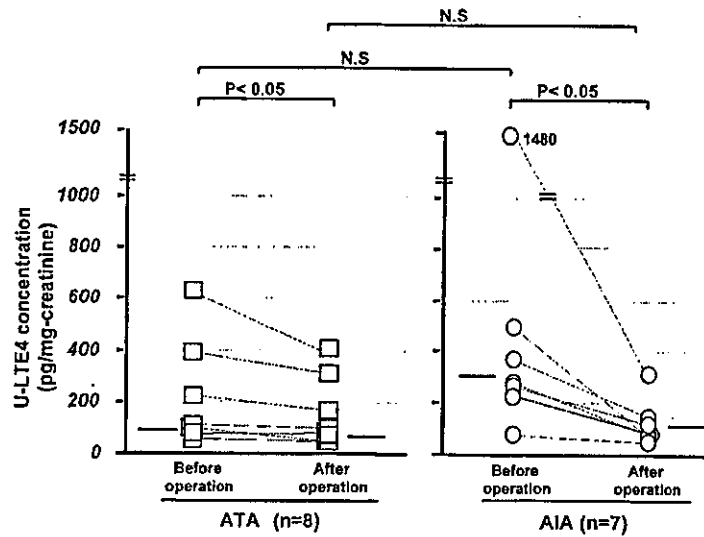 N.S
N.S
P< 0.05
P< 0.05
U-LTE4 concentration
(pg/mg-creatinine)
1500
1000
800
600
400
200
0
1480
Before
operation
After
operation
Before
operation
After
operation
ATA (n=8)
AIA (n=7)